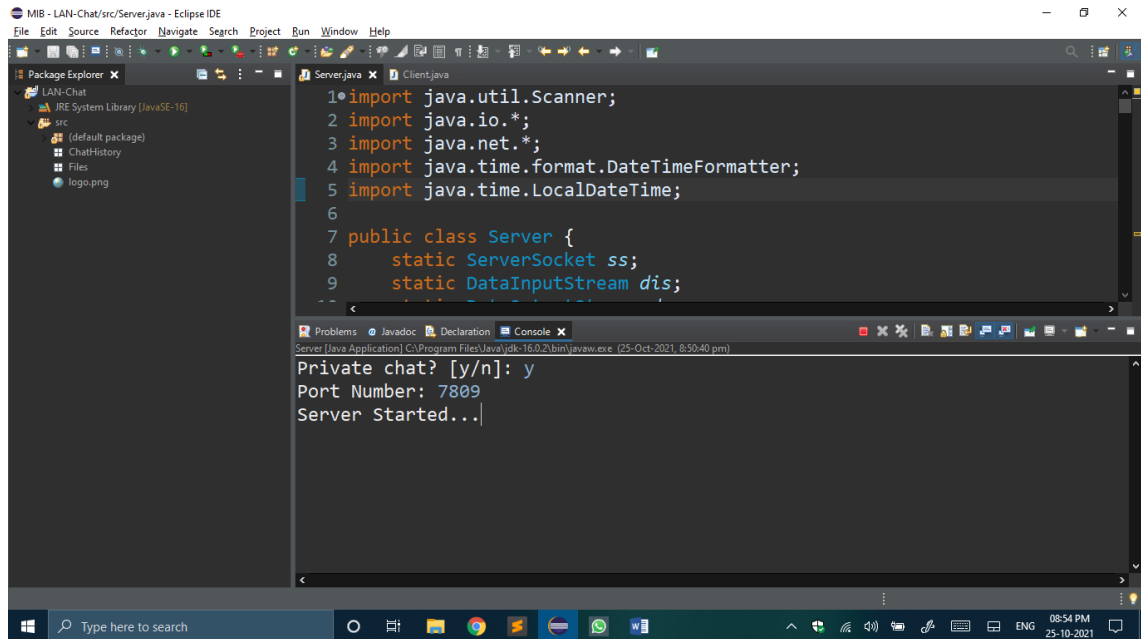 MIB - LAN-Chat/src/Server.java - Eclipse IDE
File Edit Source Refactor Navigate Search Project Run Window Help
Package Explorer
LAN-Chat
JRE System Library [JavaSE-16]
src
(default package)
ChatHistory
Files
logo.png
Server.java Client.java
1 import java.util.Scanner;
2 import java.io.*;
3 import java.net.*;
4 import java.time.format.DateTimeFormatter;
5 import java.time.LocalDateTime;
6
7 public class Server {
8 static ServerSocket ss;
9 static DataInputStream dis;
Problems Javadoc Declaration Console
Server [Java Application] C:\Program Files\Java\jdk-16.0.2\bin\javaw.exe (25-Oct-2021, 8:50:40 pm)
Private chat? [y/n]: y
Port Number: 7809
Server Started...
Type here to search
ENG
08:54 PM
25-10-2021